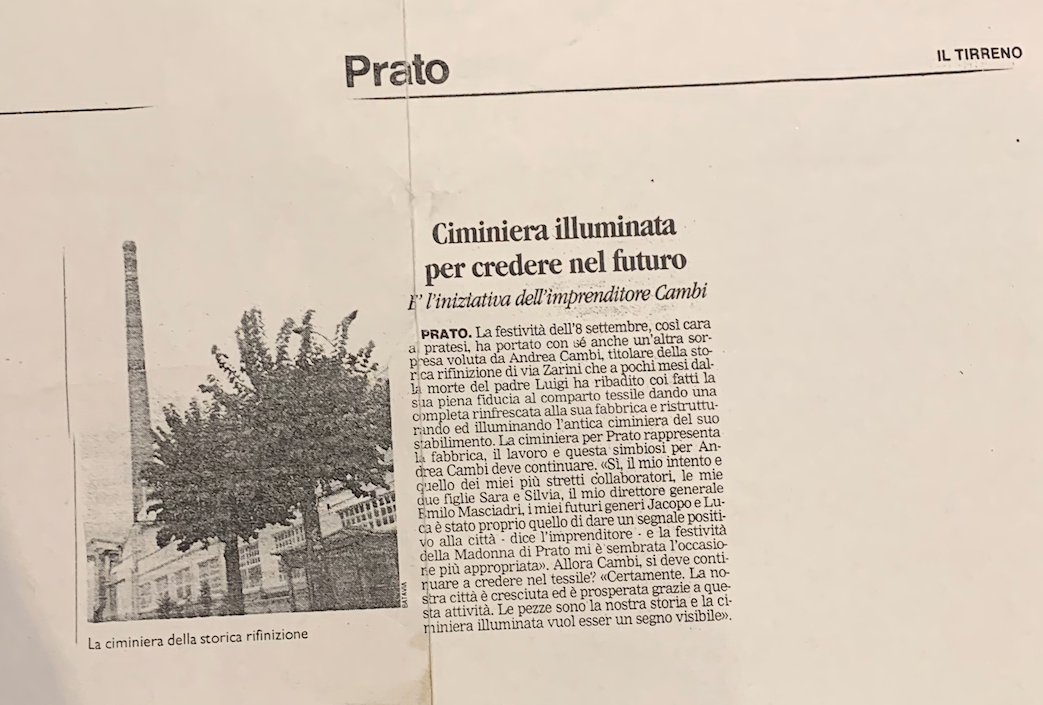 Prato
IL TIRRENO
Ciminiera illuminata
per credere nel futuro
E' l'iniziativa dell'imprenditore Cambi
PRATO. La festività dell'8 settembre, così cara
ai pratesi, ha portato con sé anche un'altra sor-
presa voluta da Andrea Cambi, titolare della sto-
rica rifinizione di via Zarini che a pochi mesi dal-
la morte del padre Luigi ha ribadito coi fatti la
sua piena fiducia al comparto tessile dando una
completa rinfrescata alla sua fabbrica e ristruttu-
rando ed illuminando l'antica ciminiera del suo
stabilimento. La ciminiera per Prato rappresenta
la fabbrica, il lavoro e questa simbiosi per An-
drea Cambi deve continuare. «Sì, il mio intento e
quello dei miei più stretti collaboratori, le mie
due figlie Sara e Silvia, il mio direttore generale
Emilo Masciadri, i miei futuri generi Jacopo e Lu-
ca è stato proprio quello di dare un segnale positi-
vo alla città - dice l'imprenditore - e la festività
della Madonna di Prato mi è sembrata l'occasio-
ne più appropriata». Allora Cambi, si deve conti-
nuare a credere nel tessile? «Certamente. La no-
stra città è cresciuta ed è prosperata grazie a que-
sta attività. Le pezze sono la nostra storia e la ci-
miniera illuminata vuol esser un segno visibile».
BATAVIA
La ciminiera della storica rifinizione